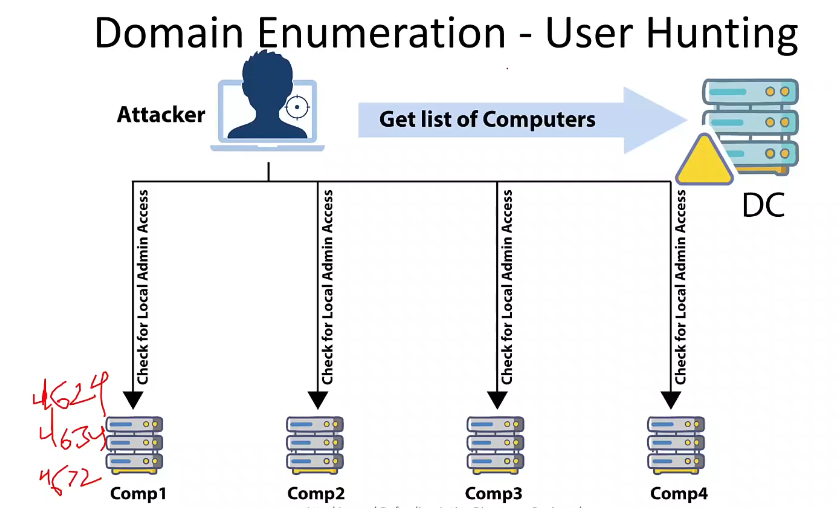 Domain Enumeration - User Hunting
Attacker
Get list of Computers
DC
Check for Local Admin Access
Check for Local Admin Access
Check for Local Admin Access
Check for Local Admin Access
4624
4634
4672
Comp1
Comp2
Comp3
Comp4